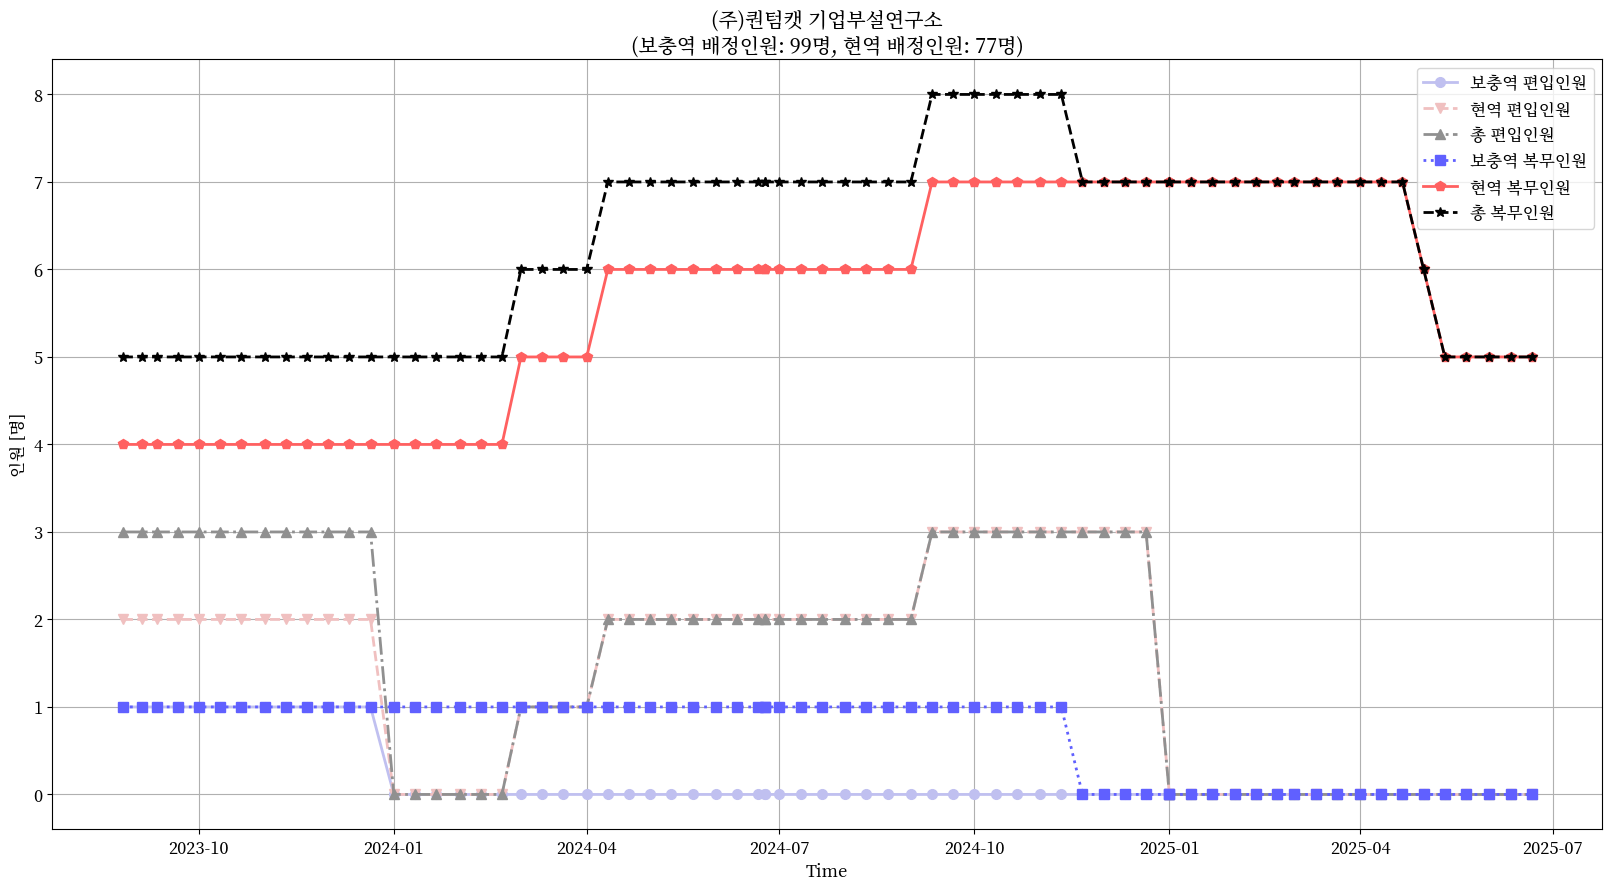 (주)퀀텀캣 기업부설연구소
(보충역 배정인원: 99명, 현역 배정인원: 77명)
보충역 편입인원
현역 편입인원
총 편입인원
보충역 복무인원
현역 복무인원
총 복무인원
8
7
6
5
4
3
2
1
0
인원 [명]
2023-10
2024-01
2024-04
2024-07
2024-10
2025-01
2025-04
2025-07
Time